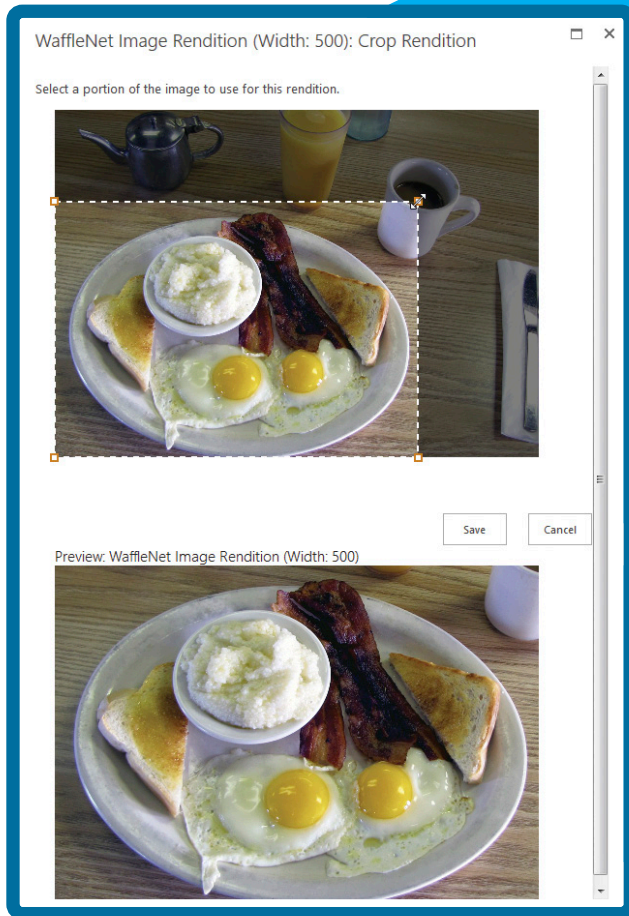 WaffleNet Image Rendition (Width: 500): Crop Rendition
Select a portion of the image to use for this rendition.
Save
Cancel
Preview: WaffleNet Image Rendition (Width: 500)